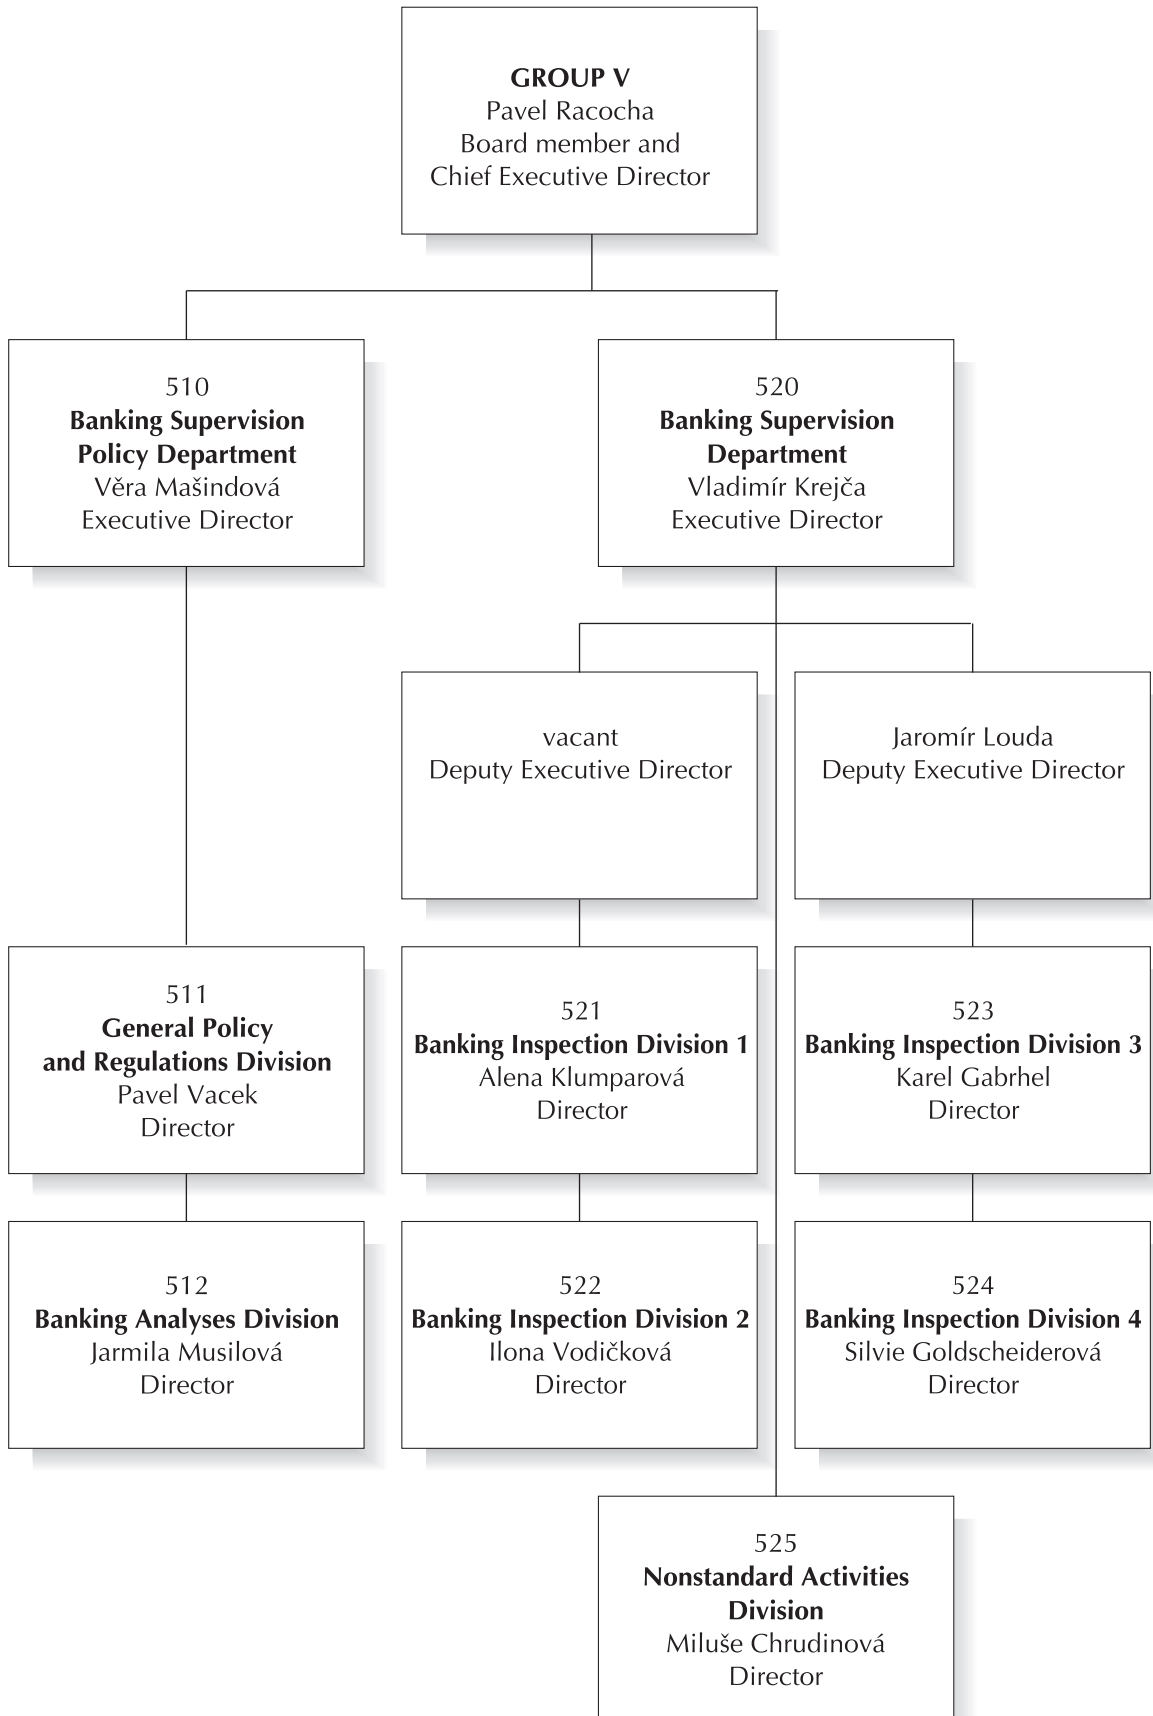 GROUP V
Pavel Racocha
Board member and
Chief Executive Director
510
Banking Supervision
Policy Department
Věra Mašindová
Executive Director
520
Banking Supervision
Department
Vladimír Krejča
Executive Director
vacant
Deputy Executive Director
Jaromír Louda
Deputy Executive Director
511
General Policy
and Regulations Division
Pavel Vacek
Director
521
Banking Inspection Division 1
Alena Klumparová
Director
523
Banking Inspection Division 3
Karel Gabrhel
Director
512
Banking Analyses Division
Jarmila Musilová
Director
522
Banking Inspection Division 2
Ilona Vodičková
Director
524
Banking Inspection Division 4
Silvie Goldscheiderová
Director
525
Nonstandard Activities
Division
Miluše Chrudinová
Director